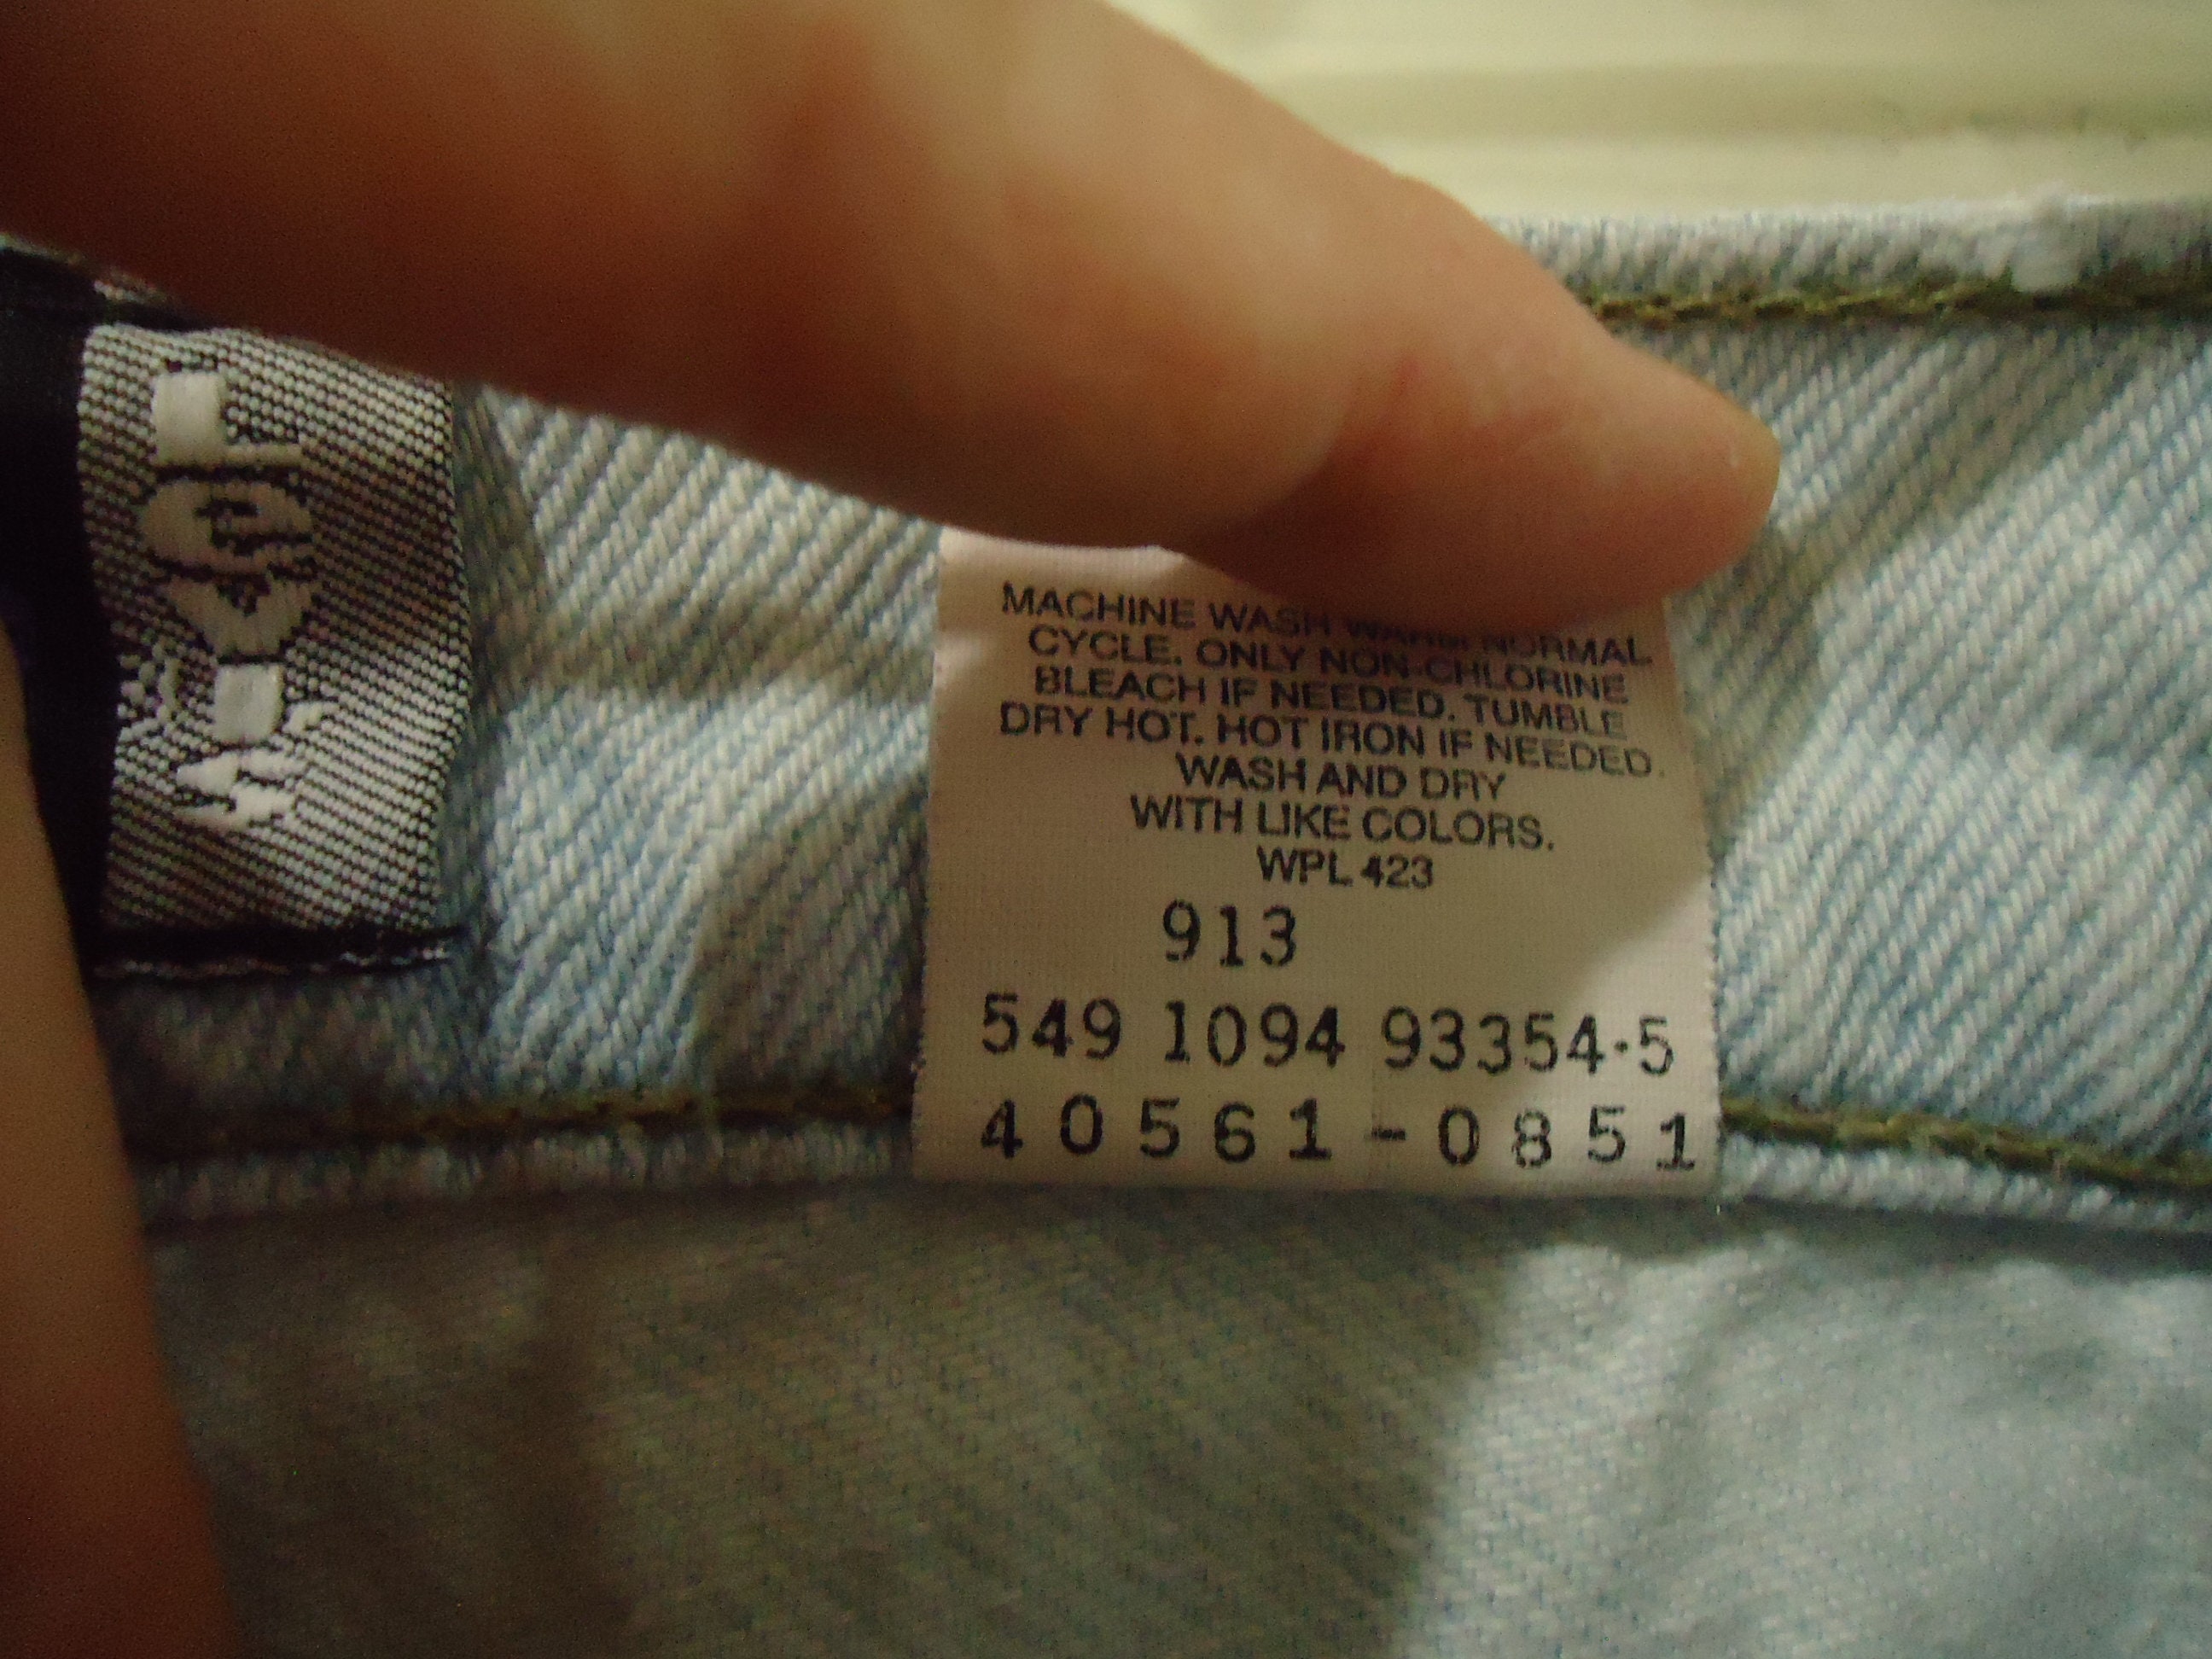 MACHINE WASH WARM NORMAL
CYCLE. ONLY NON-CHLORINE
BLEACH IF NEEDED. TUMBLE
DRY HOT. HOT IRON IF NEEDED.
WASH AND DRY
WITH LIKE COLORS.
WPL 423
913
549 1094 93354·5
40561-0851